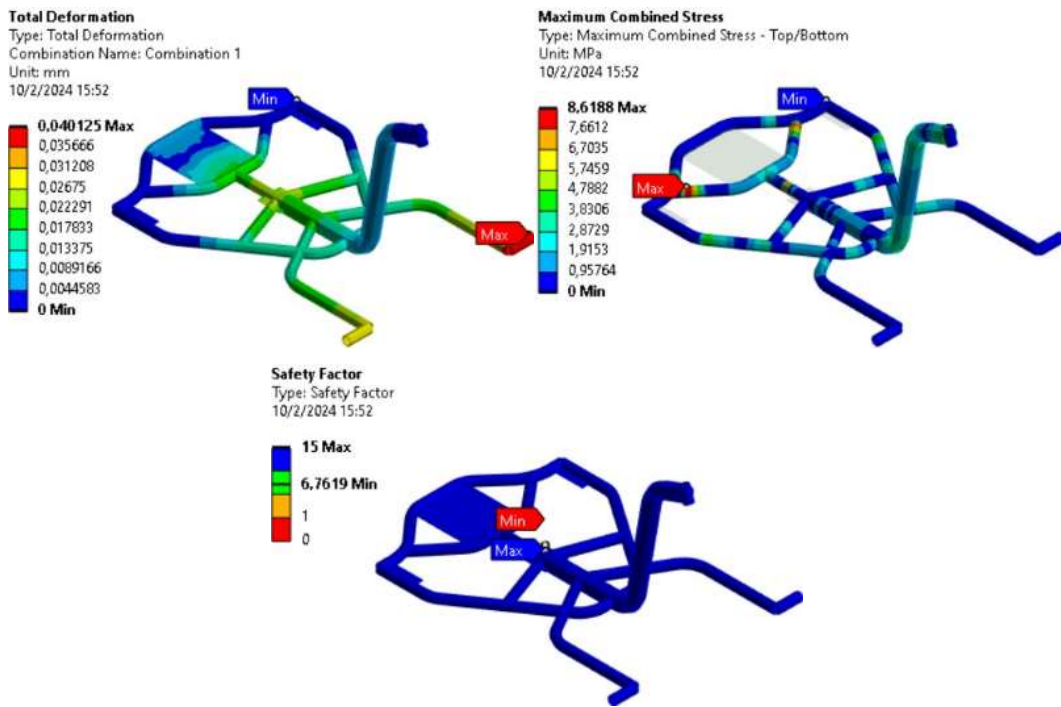 Total Deformation
Type: Total Deformation
Combination Name: Combination 1
Unit: mm
10/2/2024 15:52
Min
0,040125 Max
0,035666
0,031208
0,02675
0,022291
0,017833
0,013375
0,0089166
0,0044583
0 Min
Max
Maximum Combined Stress
Type: Maximum Combined Stress - Top/Bottom
Unit: MPa
10/2/2024 15:52
Min
8,6188 Max
7,6612
6,7035
5,7459
4,7882
3,8306
2,8729
1,9153
0,95764
0 Min
Max
Safety Factor
Type: Safety Factor
10/2/2024 15:52
15 Max
6,7619 Min
1
0
Min
Max